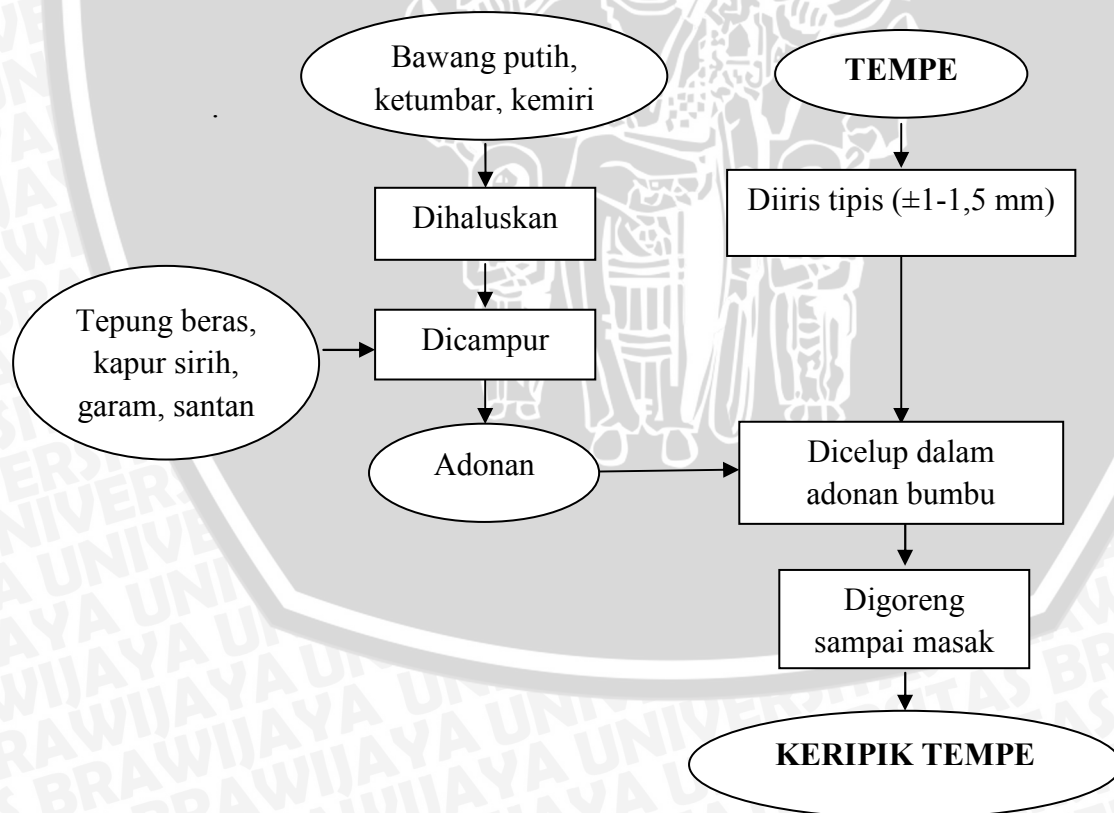 Bawang putih,
ketumbar, kemiri
TEMPE
Dihaluskan
Diiris tipis (±1-1,5 mm)
Tepung beras,
kapur sirih,
garam, santan
Dicampur
Adonan
Dicelup dalam
adonan bumbu
Digoreng
sampai masak
KERIPIK TEMPE